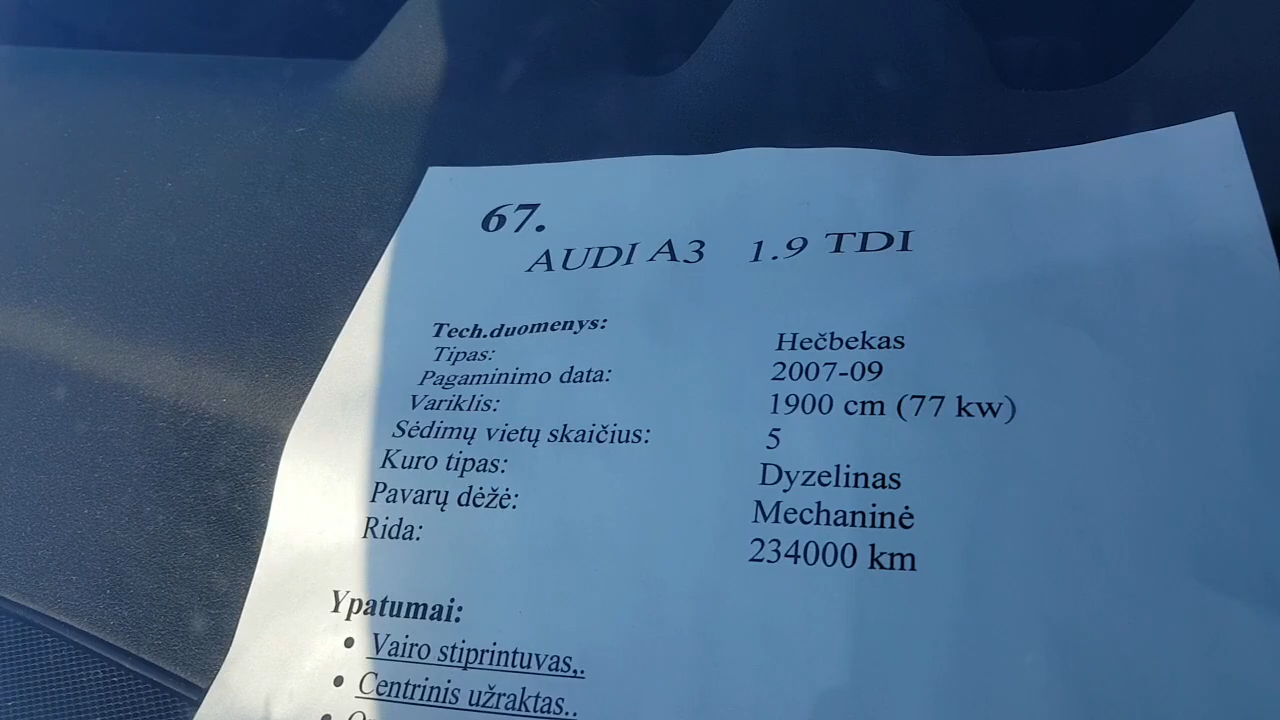 67.
AUDI A3 1.9 TDI
Tech.duomenys:
Tipas: Hečbekas
Pagaminimo data: 2007-09
Variklis: 1900 cm (77 kw)
Sėdimų vietų skaičius: 5
Kuro tipas: Dyzelinas
Pavarų dėžė: Mechaninė
Rida: 234000 km
Ypatumai:
• Vairo stiprintuvas,.
• Centrinis užraktas..